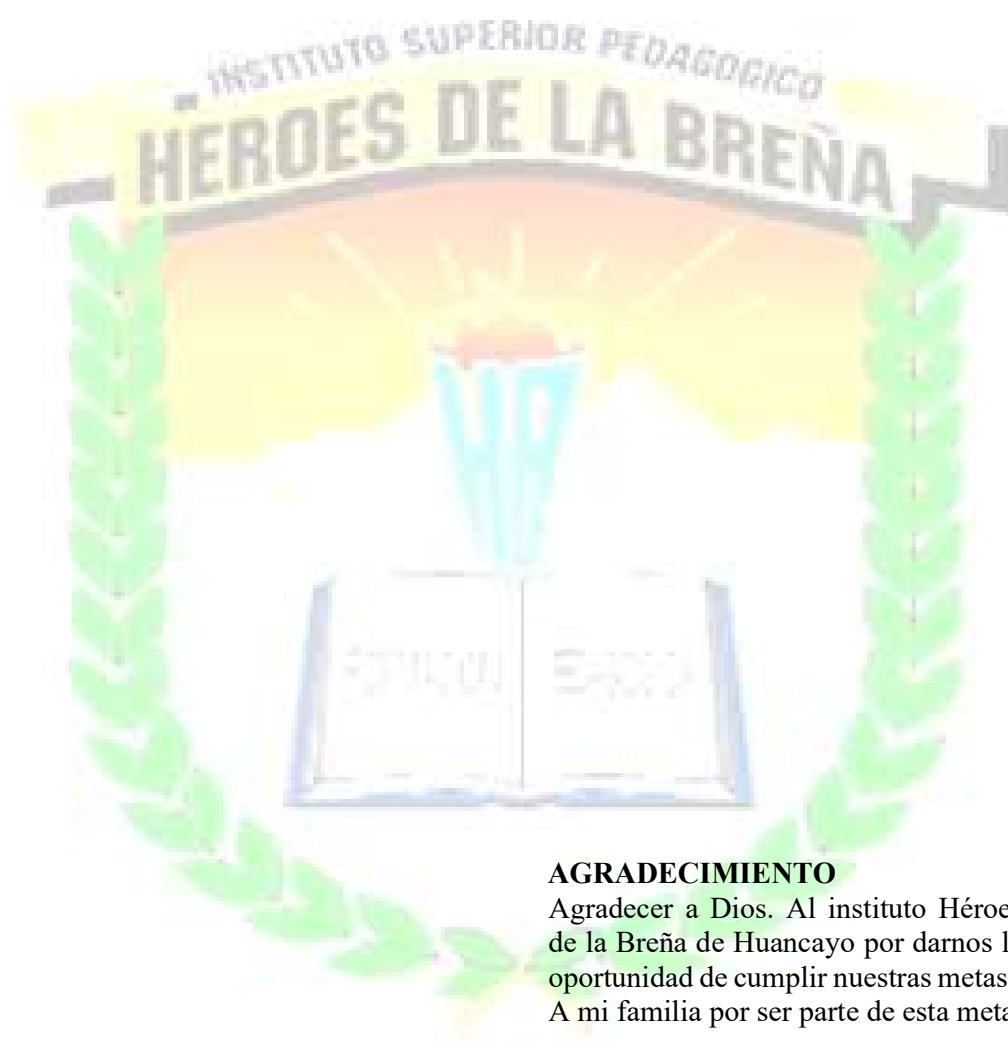 INSTITUTO SUPERIOR PEDAGOGICO
HÉROES DE LA BREÑA
AGRADECIMIENTO
Agradecer a Dios. Al instituto Héroe
de la Breña de Huancayo por darnos l
oportunidad de cumplir nuestras metas
A mi familia por ser parte de esta meta